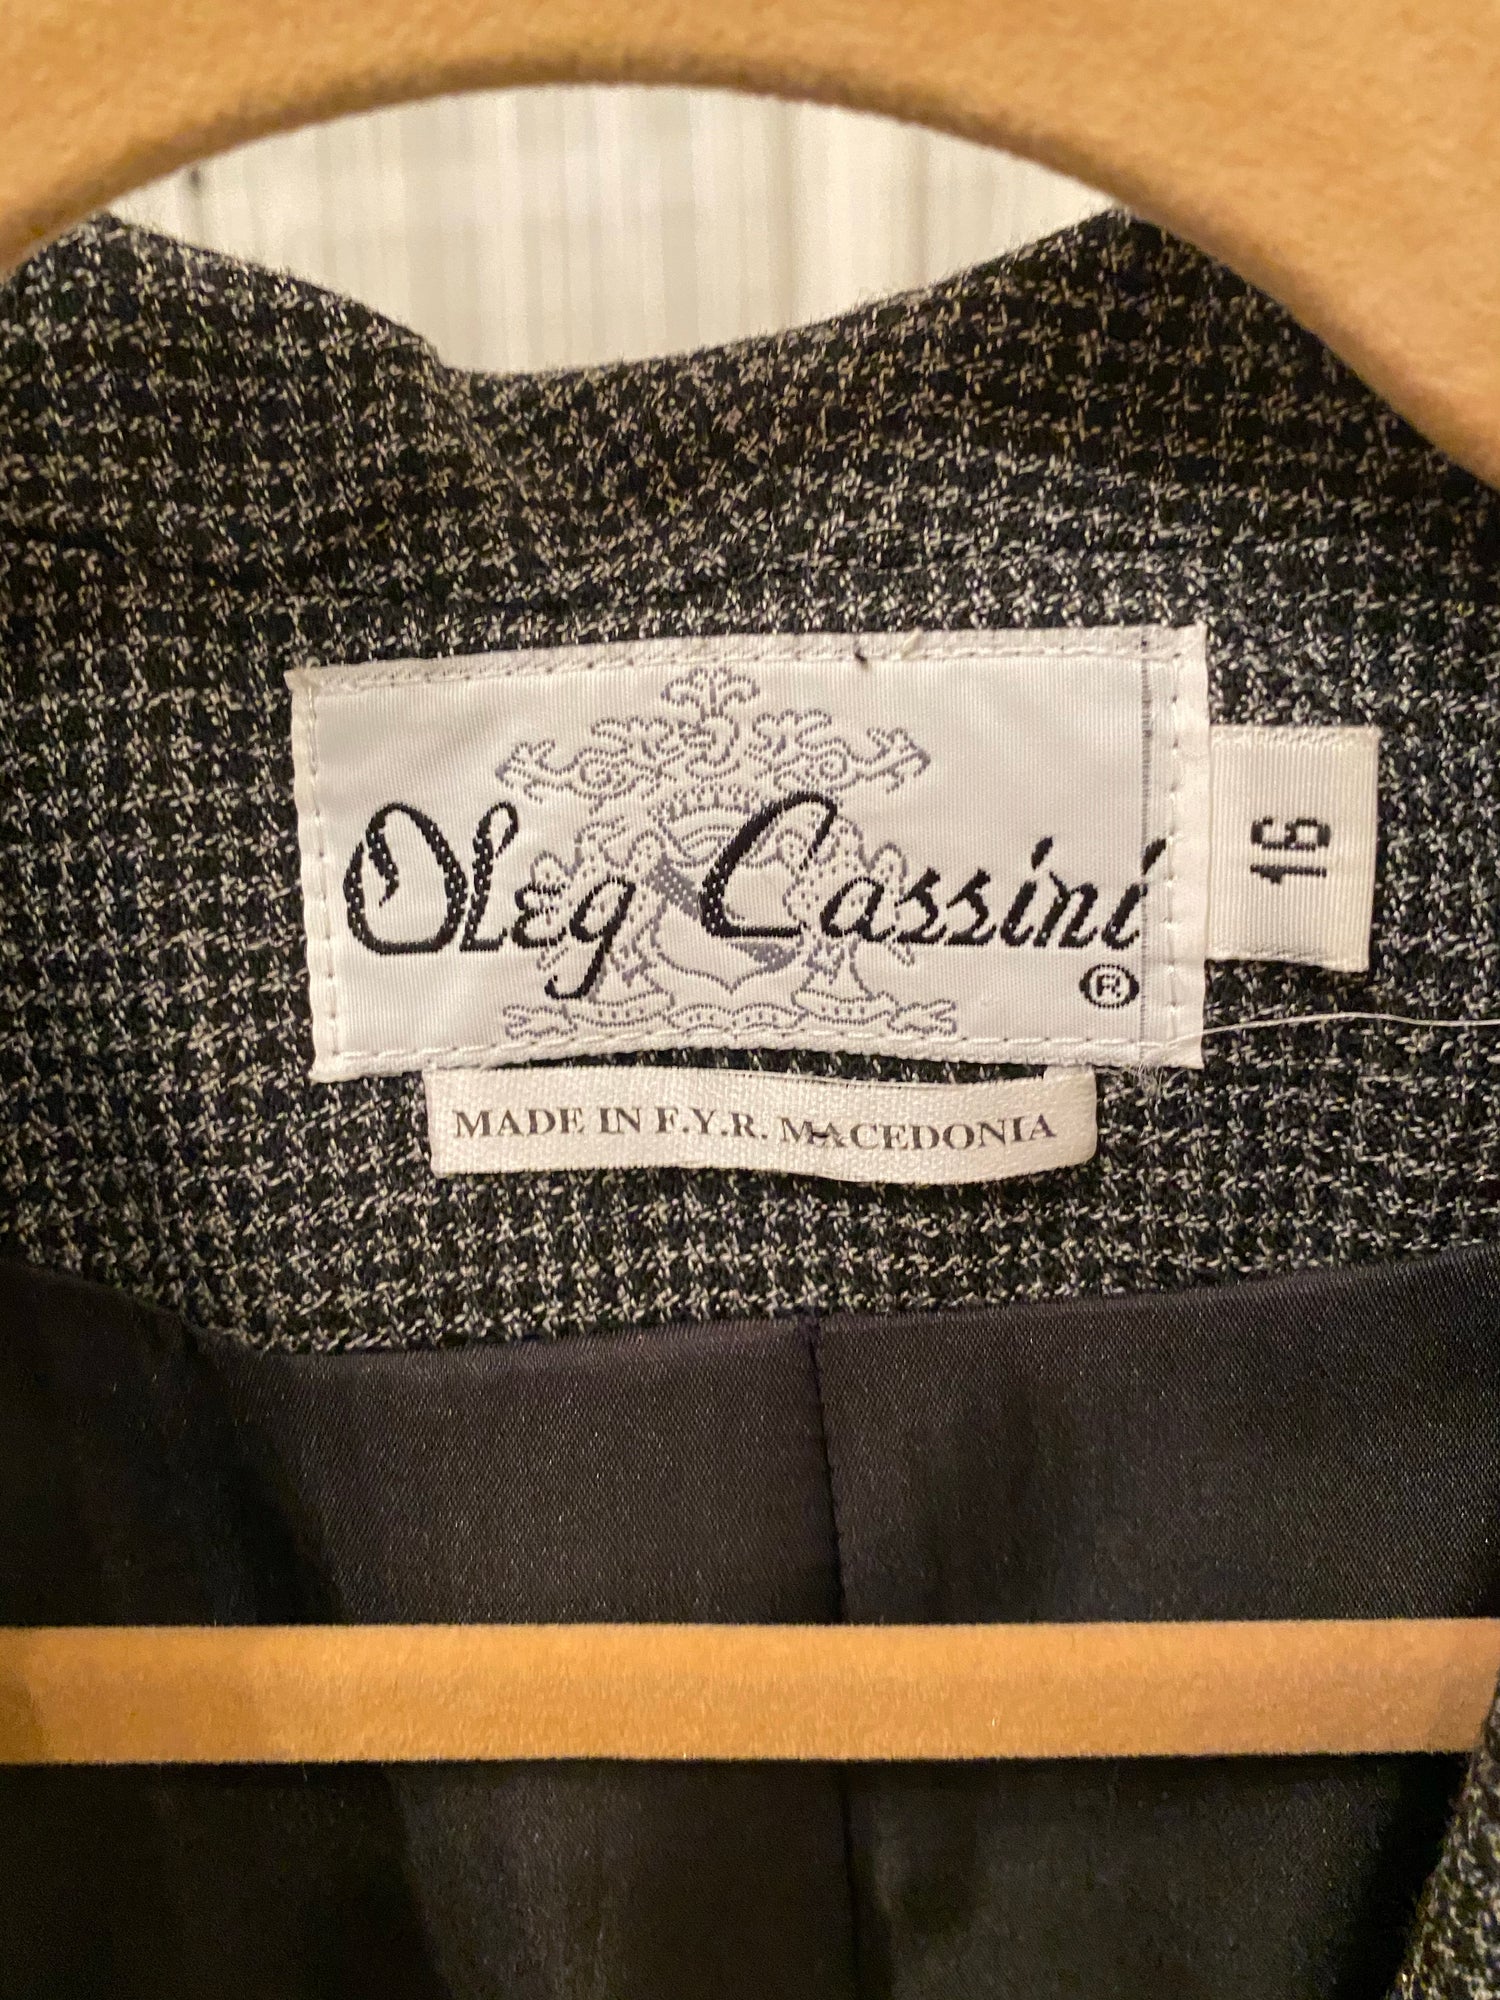 Oleg Cassini
®
16
MADE IN F.Y.R. MACEDONIA